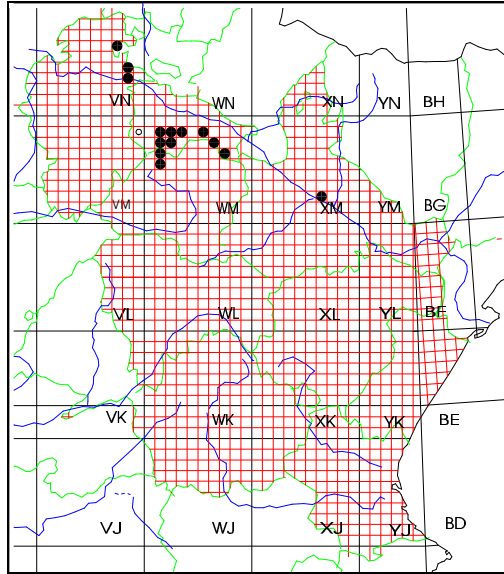 VN WN XN YN BH
VM WM XM YM BG
VL WL XL YL BF
VK WK XK YK BE
VJ WJ XJ YJ BD